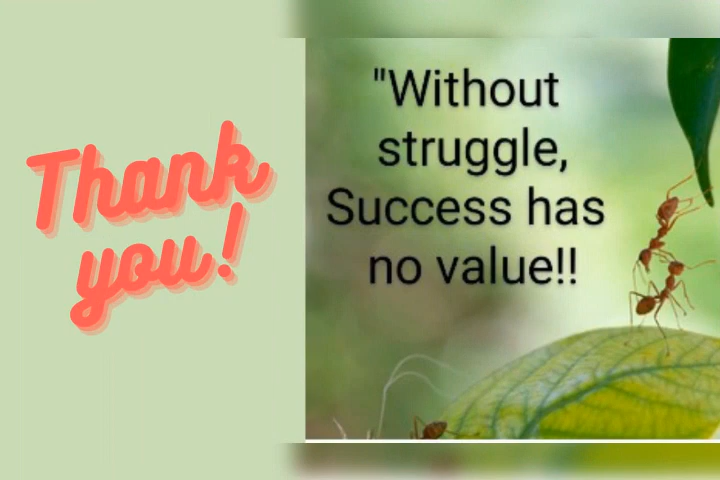 Thank
you!
"Without
struggle,
Success has
no value!!